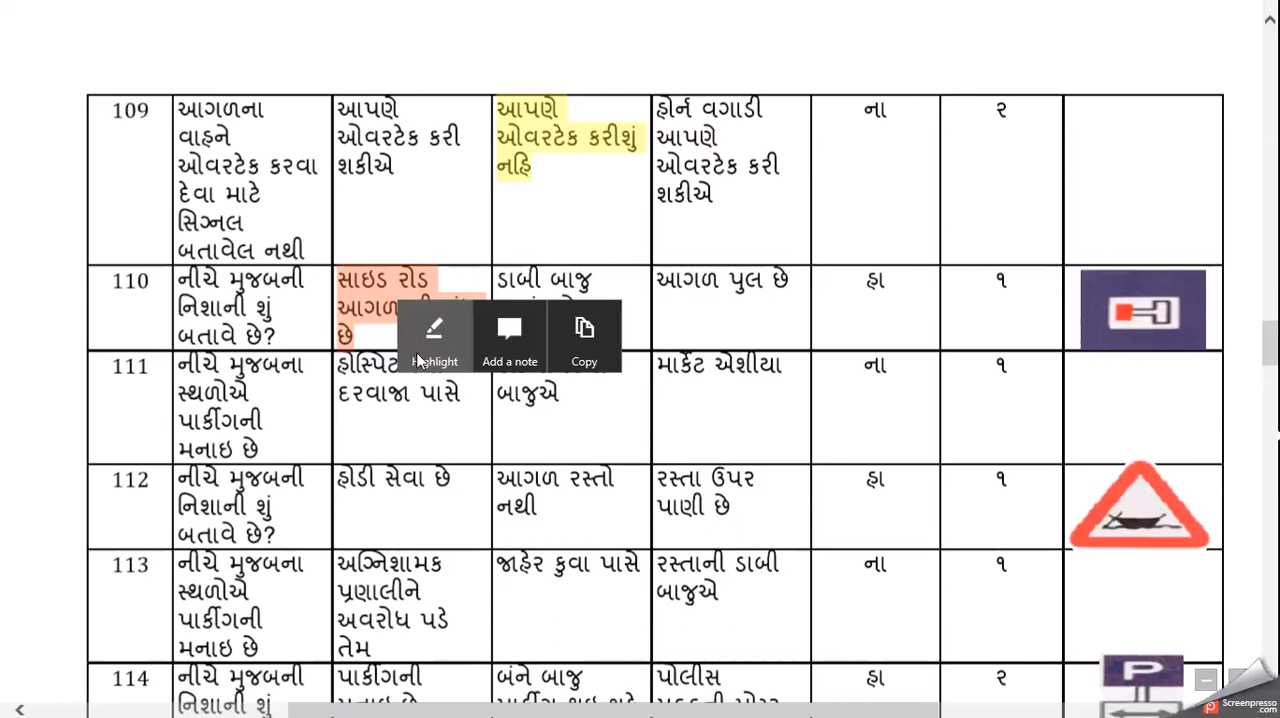 109
આગળના
વાહને
ઓવરટેક કરવા
દેવા માટે
સિગ્નલ
બતાવેલ નથી
આપણે
ઓવરટેક કરી
શકીએ
આપણે
ઓવરટેક કરીશું
નહિ
હોર્ન વગાડી
આપણે
ઓવરટેક કરી
શકીએ
ના
૨
110
નીચે મુજબની
નિશાની શું
બતાવે છે?
સાઇડ રોડ
આગળ
છે
ડાબી બાજુ
આગળ પુલ છે
હા
૧
Highlight
Add a note
Copy
111
નીચે મુજબના
સ્થળોએ
પાર્કીગની
મનાઇ છે
દરવાજા પાસે
બાજુએ
માર્કેટ એશીયા
ના
૧
112
નીચે મુજબની
નિશાની શું
બતાવે છે?
હોડી સેવા છે
આગળ રસ્તો
નથી
રસ્તા ઉપર
પાણી છે
હા
૧
113
નીચે મુજબના
સ્થળોએ
પાર્કીગની
મનાઇ છે
અગ્નિશામક
પ્રણાલીને
અવરોધ પડે
તેમ
જાહેર કુવા પાસે
રસ્તાની ડાબી
બાજુએ
ના
૧
114
નીચે મુજબની
નિશાની શું
પાર્કીગની
બંને બાજુ
પોલીસ
હા
૨
P
Screenpresso
.com